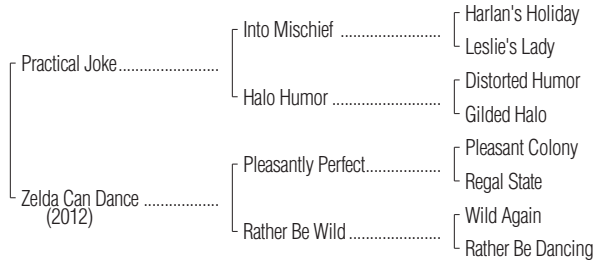 Harlan's Holiday
Into Mischief ........................
Leslie's Lady
Practical Joke........................
Distorted Humor
Halo Humor ..........................
Gilded Halo
Pleasant Colony
Pleasantly Perfect..................
Regal State
Zelda Can Dance ..................
(2012)
Wild Again
Rather Be Wild ......................
Rather Be Dancing